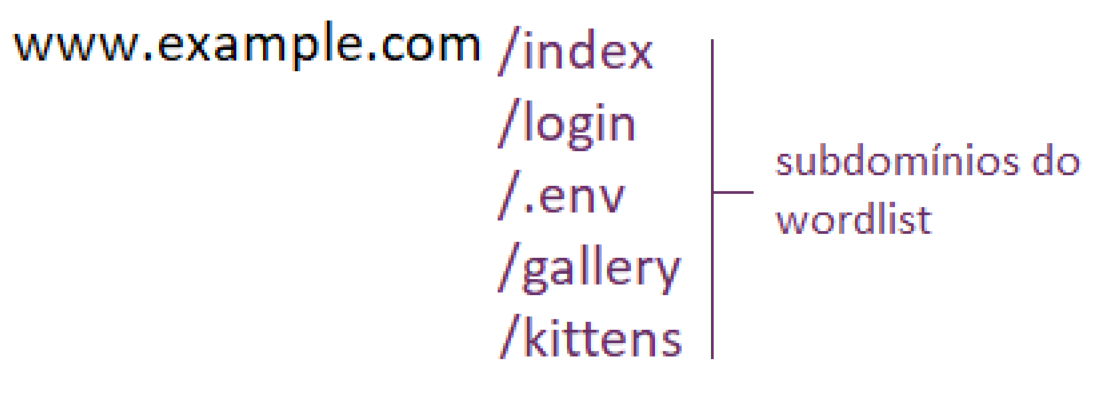 www.example.com /index
/login
/.env
/gallery
/kittens
subdomínios do
wordlist